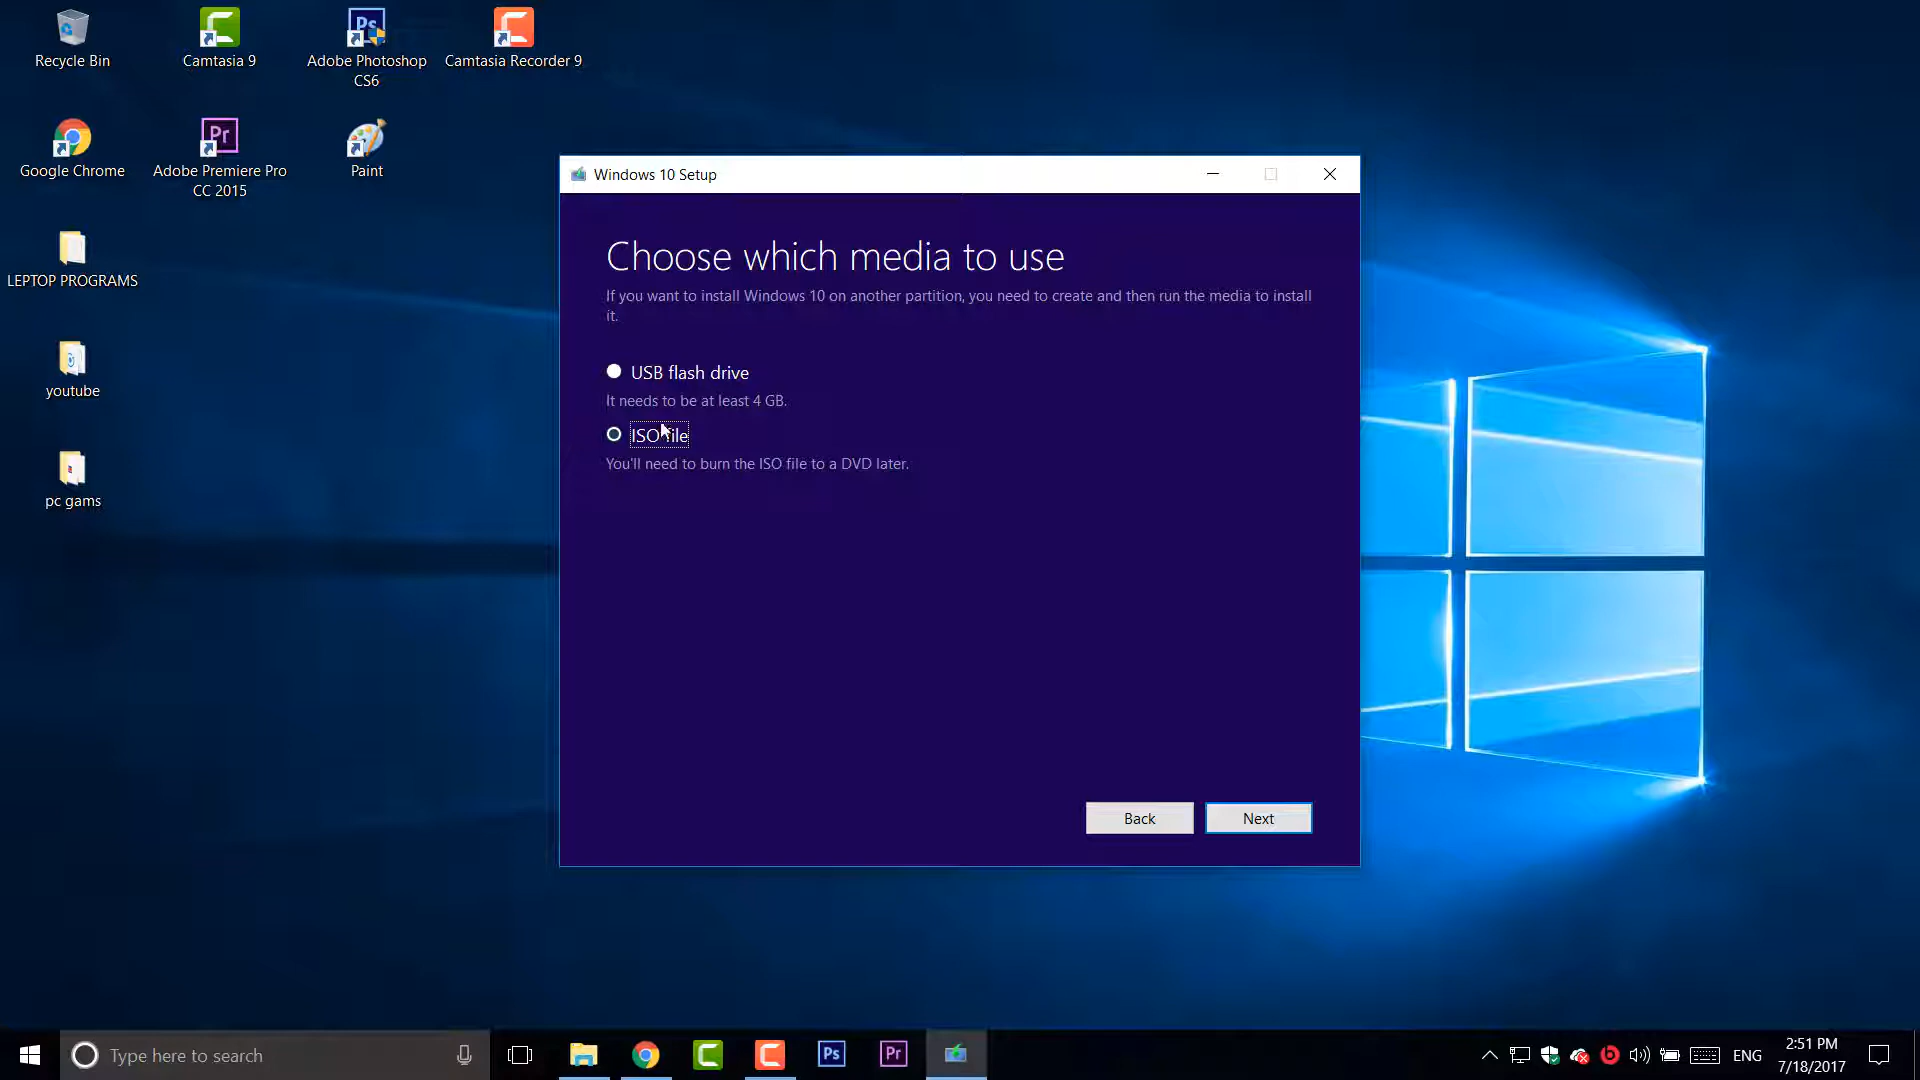 Recycle Bin
Camtasia 9
Adobe Photoshop
CS6
Camtasia Recorder 9
Google Chrome
Adobe Premiere Pro
CC 2015
Paint
LEPTOP PROGRAMS
youtube
pc gams
Windows 10 Setup
Choose which media to use
If you want to install Windows 10 on another partition, you need to create and then run the media to install
it.
USB flash drive
It needs to be at least 4 GB.
ISO file
You'll need to burn the ISO file to a DVD later.
Back
Next
Type here to search
Ps
Pr
ENG
2:51 PM
7/18/2017